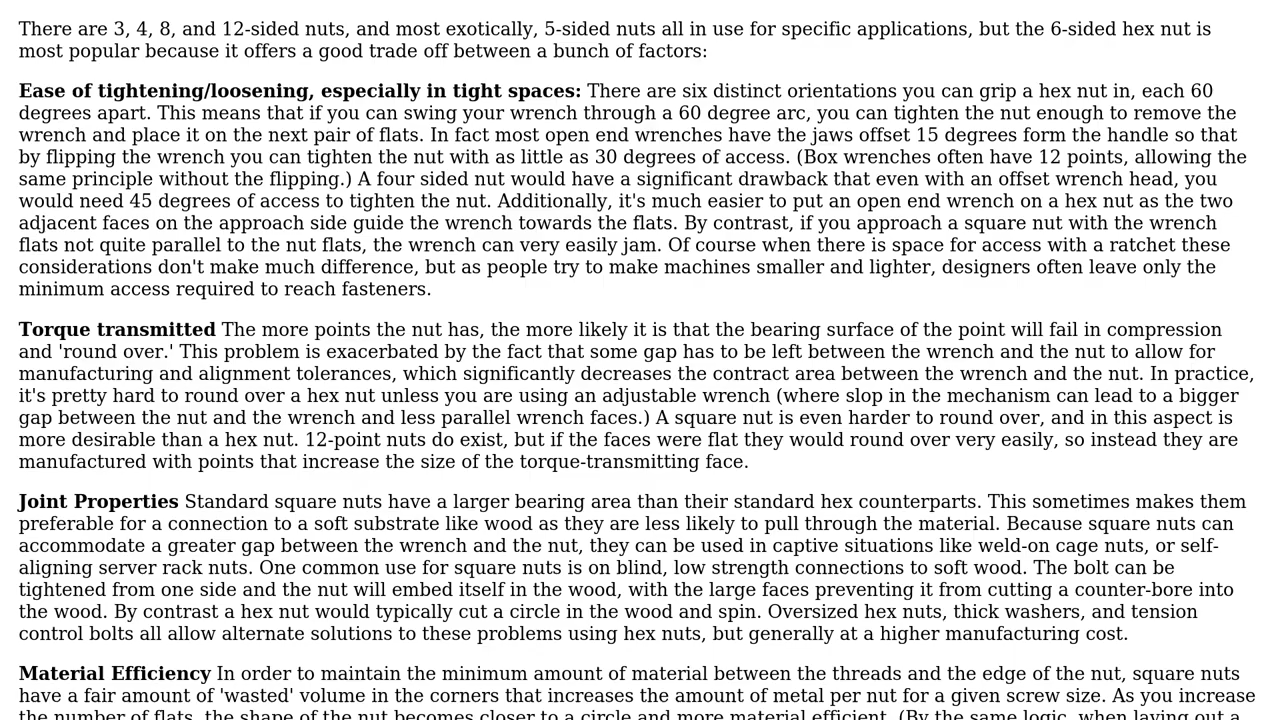 There are 3, 4, 8, and 12-sided nuts, and most exotically, 5-sided nuts all in use for specific applications, but the 6-sided hex nut is
most popular because it offers a good trade off between a bunch of factors:
Ease of tightening/loosening, especially in tight spaces: There are six distinct orientations you can grip a hex nut in, each 60
degrees apart. This means that if you can swing your wrench through a 60 degree arc, you can tighten the nut enough to remove the
wrench and place it on the next pair of flats. In fact most open end wrenches have the jaws offset 15 degrees form the handle so that
by flipping the wrench you can tighten the nut with as little as 30 degrees of access. (Box wrenches often have 12 points, allowing the
same principle without the flipping.) A four sided nut would have a significant drawback that even with an offset wrench head, you
would need 45 degrees of access to tighten the nut. Additionally, it's much easier to put an open end wrench on a hex nut as the two
adjacent faces on the approach side guide the wrench towards the flats. By contrast, if you approach a square nut with the wrench
flats not quite parallel to the nut flats, the wrench can very easily jam. Of course when there is space for access with a ratchet these
considerations don't make much difference, but as people try to make machines smaller and lighter, designers often leave only the
minimum access required to reach fasteners.
Torque transmitted The more points the nut has, the more likely it is that the bearing surface of the point will fail in compression
and 'round over.' This problem is exacerbated by the fact that some gap has to be left between the wrench and the nut to allow for
manufacturing and alignment tolerances, which significantly decreases the contract area between the wrench and the nut. In practice,
it's pretty hard to round over a hex nut unless you are using an adjustable wrench (where slop in the mechanism can lead to a bigger
gap between the nut and the wrench and less parallel wrench faces.) A square nut is even harder to round over, and in this aspect is
more desirable than a hex nut. 12-point nuts do exist, but if the faces were flat they would round over very easily, so instead they are
manufactured with points that increase the size of the torque-transmitting face.
Joint Properties Standard square nuts have a larger bearing area than their standard hex counterparts. This sometimes makes them
preferable for a connection to a soft substrate like wood as they are less likely to pull through the material. Because square nuts can
accommodate a greater gap between the wrench and the nut, they can be used in captive situations like weld-on cage nuts, or self-
aligning server rack nuts. One common use for square nuts is on blind, low strength connections to soft wood. The bolt can be
tightened from one side and the nut will embed itself in the wood, with the large faces preventing it from cutting a counter-bore into
the wood. By contrast a hex nut would typically cut a circle in the wood and spin. Oversized hex nuts, thick washers, and tension
control bolts all allow alternate solutions to these problems using hex nuts, but generally at a higher manufacturing cost.
Material Efficiency In order to maintain the minimum amount of material between the threads and the edge of the nut, square nuts
have a fair amount of 'wasted' volume in the corners that increases the amount of metal per nut for a given screw size. As you increase
the number of flats, the shape of the nut becomes closer to a circle and more material efficient. (By the same logic, when laying out a